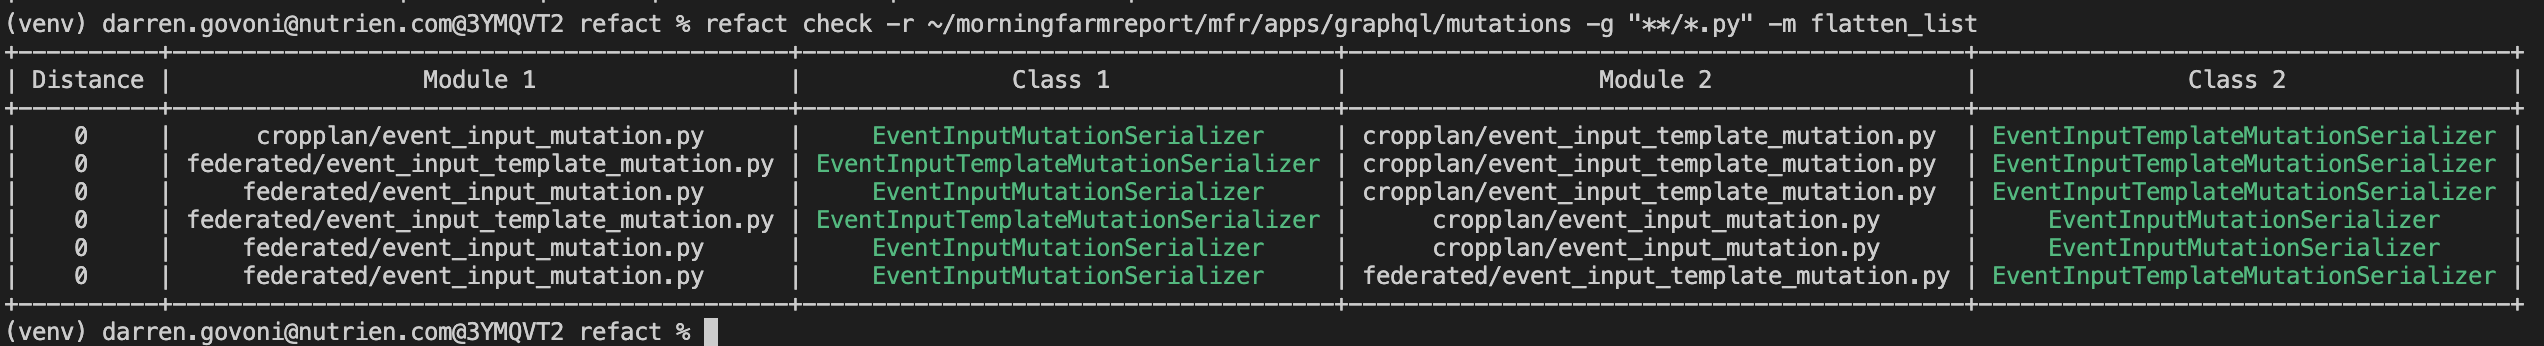 (venv) darren.govoni@nutrien.com@3YMQVT2 refact % refact check -r ~/morningfarmreport/mfr/apps/graphql/mutations -g "**/*.py" -m flatten_list
+----------+----------------------------------------+-----------------------------------+----------------------------------------+-----------------------------------+
| Distance | Module 1 | Class 1 | Module 2 | Class 2 |
+----------+----------------------------------------+-----------------------------------+----------------------------------------+-----------------------------------+
| 0 | cropplan/event_input_mutation.py | EventInputMutationSerializer | cropplan/event_input_template_mutation.py | EventInputTemplateMutationSerializer |
| 0 | federated/event_input_template_mutation.py | EventInputTemplateMutationSerializer | cropplan/event_input_template_mutation.py | EventInputTemplateMutationSerializer |
| 0 | federated/event_input_mutation.py | EventInputMutationSerializer | cropplan/event_input_template_mutation.py | EventInputTemplateMutationSerializer |
| 0 | federated/event_input_template_mutation.py | EventInputTemplateMutationSerializer | cropplan/event_input_mutation.py | EventInputMutationSerializer |
| 0 | federated/event_input_mutation.py | EventInputMutationSerializer | cropplan/event_input_mutation.py | EventInputMutationSerializer |
| 0 | federated/event_input_mutation.py | EventInputMutationSerializer | federated/event_input_template_mutation.py | EventInputTemplateMutationSerializer |
+----------+----------------------------------------+-----------------------------------+----------------------------------------+-----------------------------------+
(venv) darren.govoni@nutrien.com@3YMQVT2 refact %